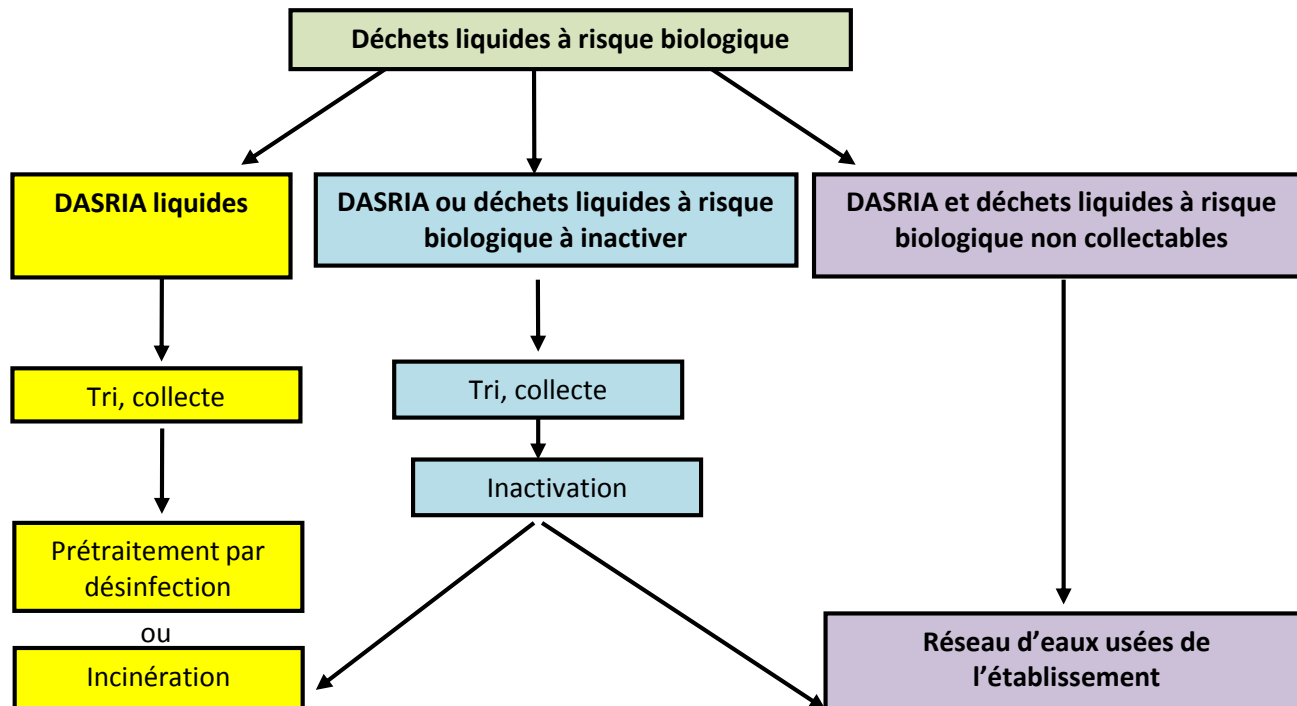 Déchets liquides à risque biologique
DASRIA liquides
DASRIA ou déchets liquides à risque
biologique à inactiver
DASRIA et déchets liquides à risque
biologique non collectables
Tri, collecte
Tri, collecte
Inactivation
Prétraitement par
désinfection
ou
Incinération
Réseau d’eaux usées de
l’établissement